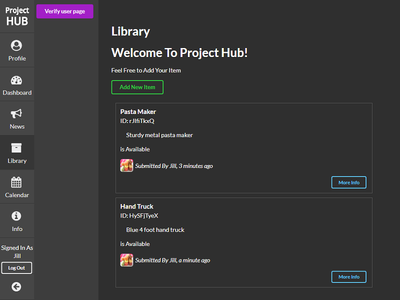 Project
HUB
Verify user page
Profile
Dashboard
News
Library
Calendar
Info
Signed In As
Jill
Log Out
Library
Welcome To Project Hub!
Feel Free to Add Your Item
Add New Item
Pasta Maker
ID: rJIfiTkxQ
Sturdy metal pasta maker
is Available
Submitted By Jill, 3 minutes ago
More Info
Hand Truck
ID: HySFjTyeX
Blue 4 foot hand truck
is Available
Submitted By Jill, a minute ago
More Info